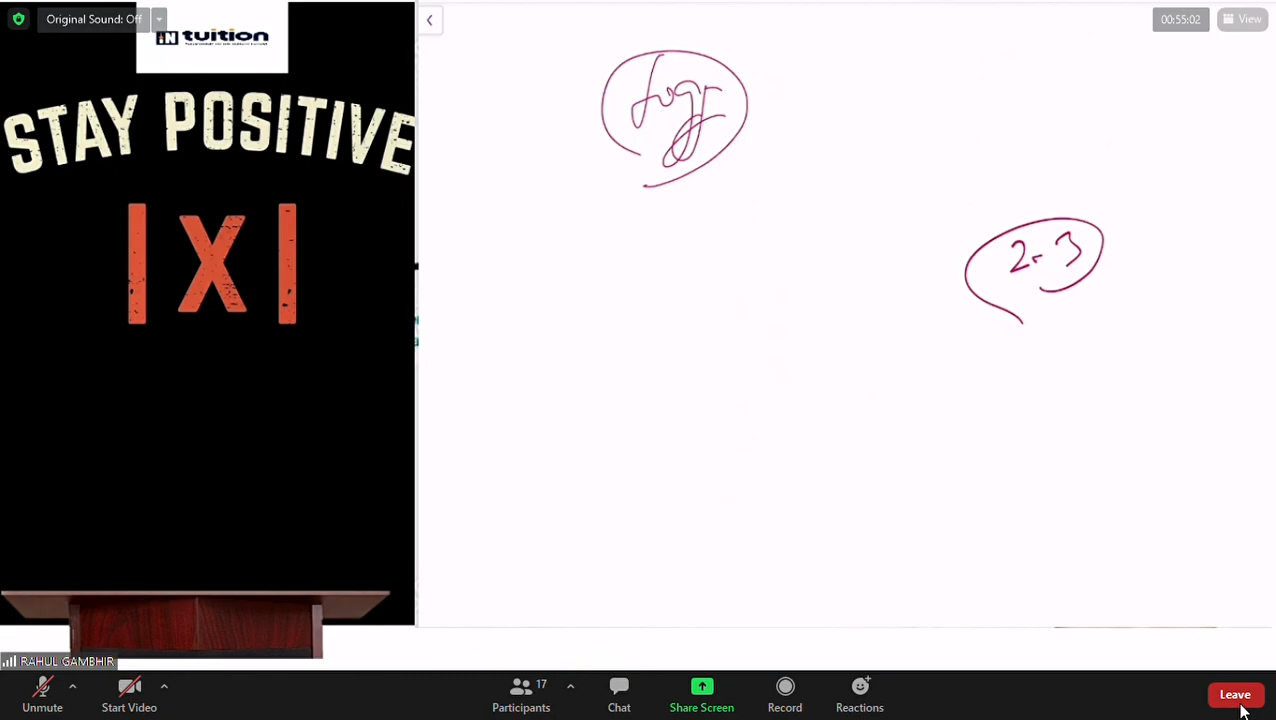 Original Sound: Off
00:55:02
View
iN tuition
STAY POSITIVE
|x|
2. 3
RAHUL GAMBHIR
Unmute
Start Video
17
Participants
Chat
Share Screen
Record
Reactions
Leave